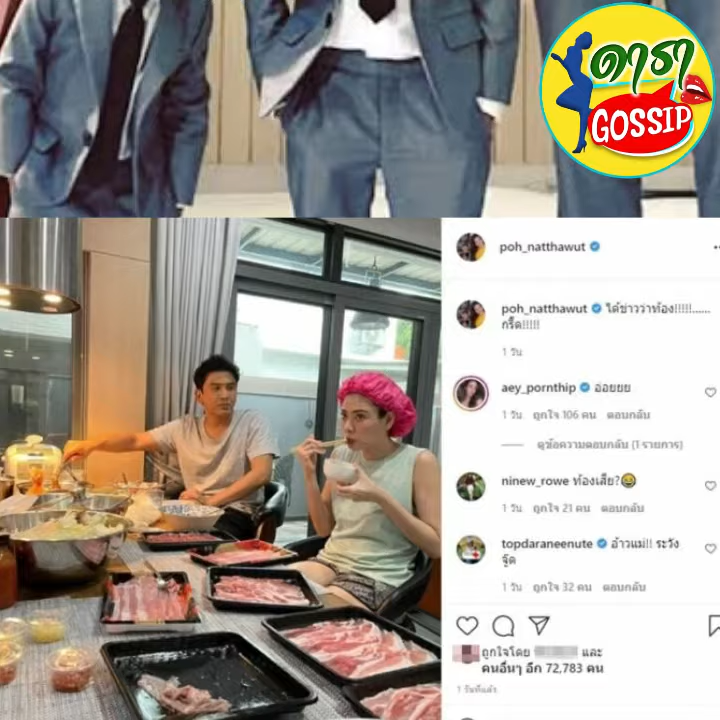 ดารา
GOSSIP
poh_natthawut
poh_natthawut ได้ข่าวว่าท้อง!!!!!......
กรี๊ด!!!!!
1 วัน
aey_pornthip อ่อยยย
1 วัน ถูกใจ 106 คน ตอบกลับ
ดูข้อความตอบกลับ (1 รายการ)
ninew_rowe ท้องเสีย?😂
1 วัน ถูกใจ 21 คน ตอบกลับ
topdaraneenute อ้าวแม่!! ระวัง
จู๊ด
1 วัน ถูกใจ 32 คน ตอบกลับ
ถูกใจโดย และ
คนอื่นๆ อีก 72,783 คน
1 วันที่แล้ว